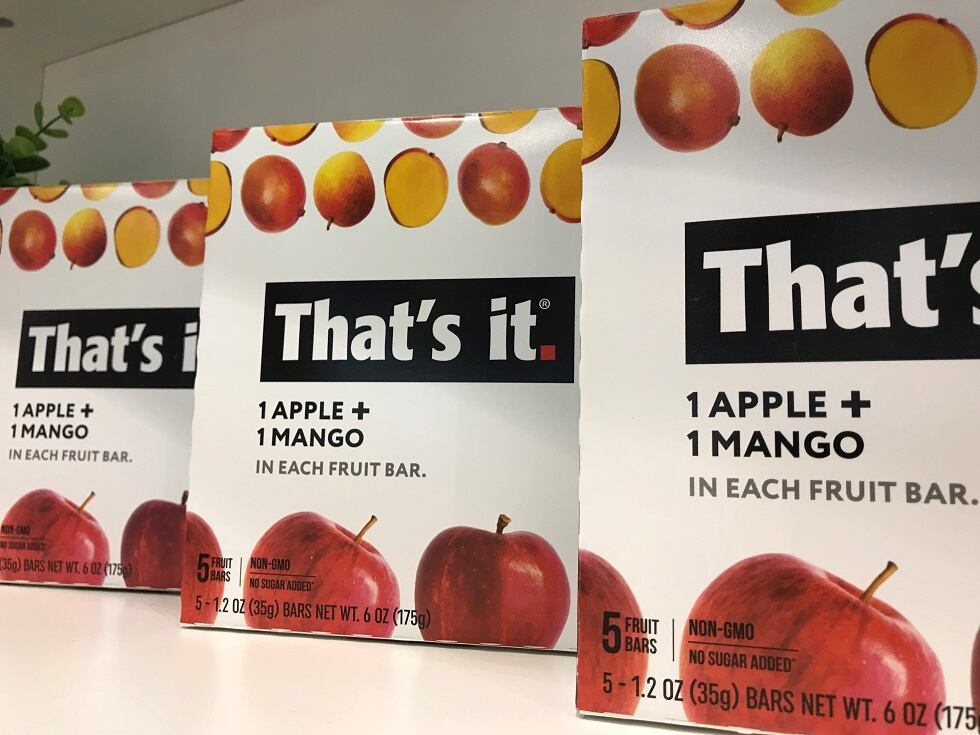 That's i
1 APPLE +
1 MANGO
IN EACH FRUIT BAR.
NON-GMO
NO SUGAR ADDED*
(35g) BARS NET WT. 6 OZ (175g)
That's it.®
1 APPLE +
1 MANGO
IN EACH FRUIT BAR.
5 FRUIT BARS
NON-GMO
NO SUGAR ADDED*
5 - 1.2 OZ (35g) BARS NET WT. 6 OZ (175g)
That's
1 APPLE +
1 MANGO
IN EACH FRUIT BAR.
5 FRUIT BARS
NON-GMO
NO SUGAR ADDED*
5 - 1.2 OZ (35g) BARS NET WT. 6 OZ (175